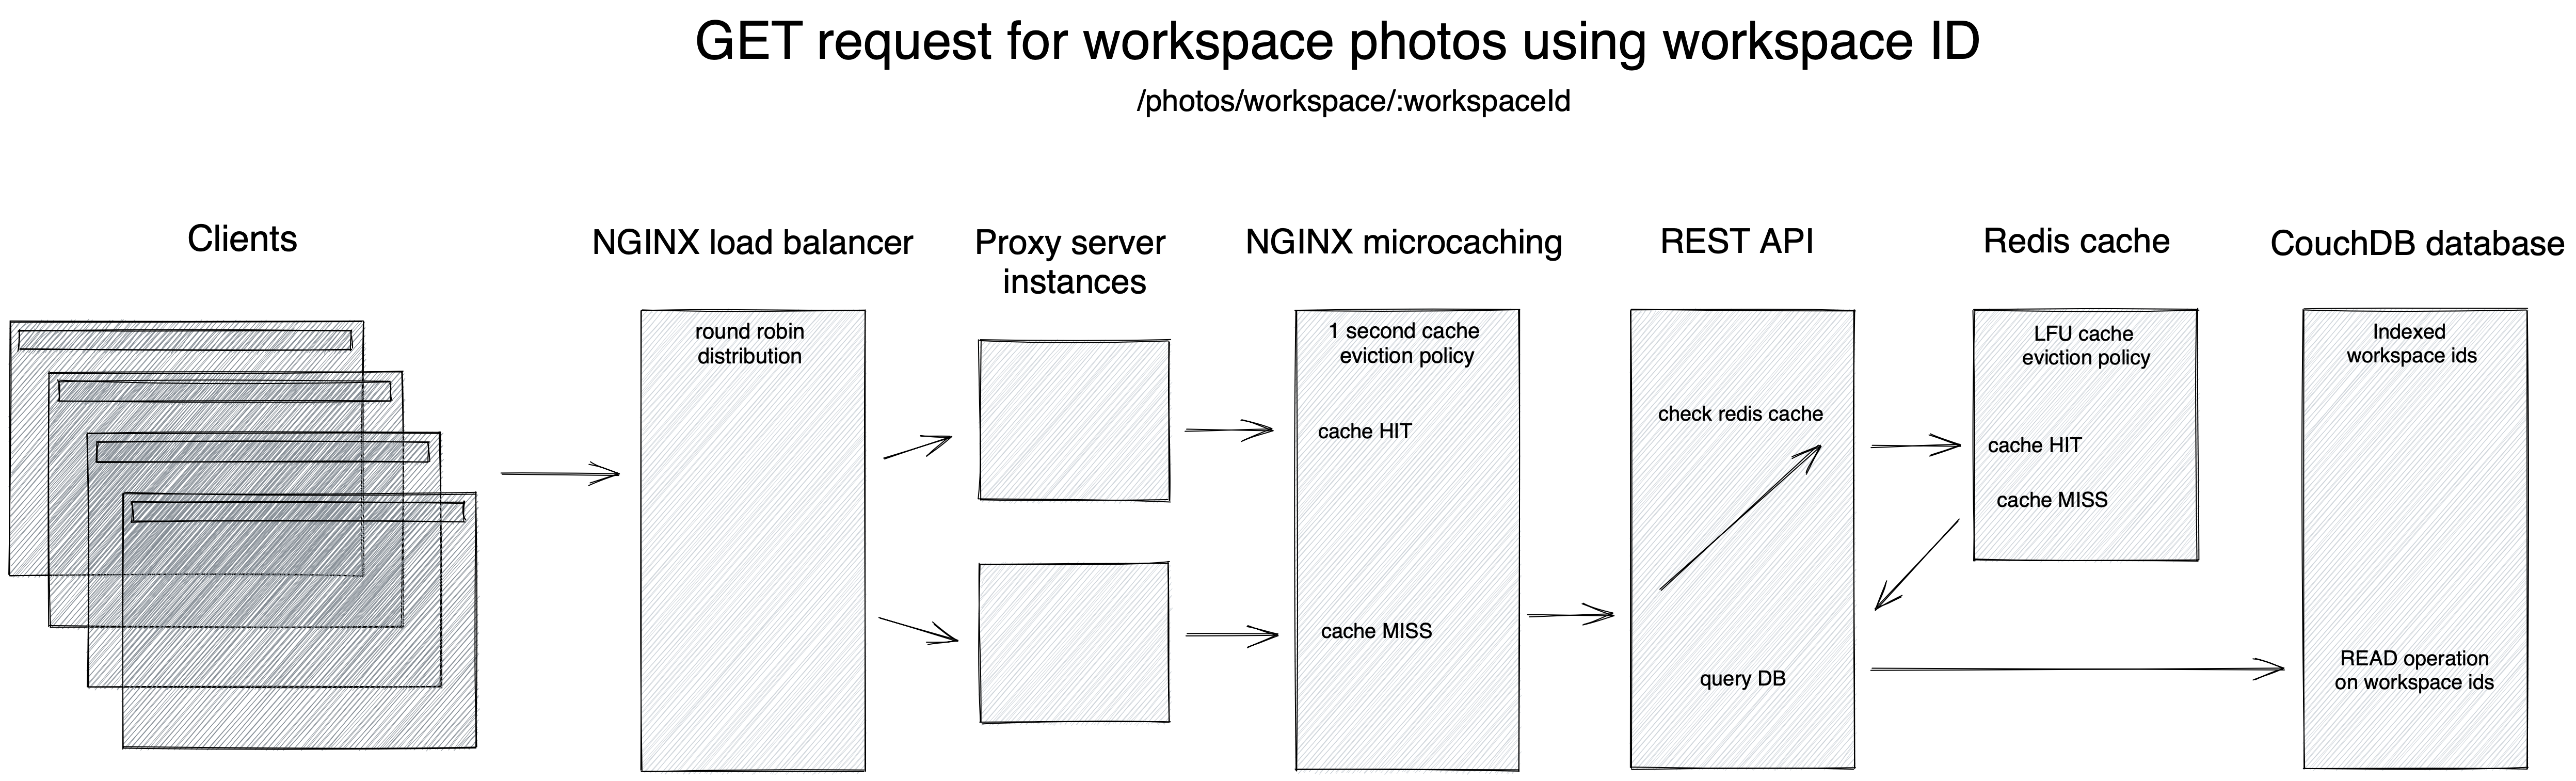 GET request for workspace photos using workspace ID
/photos/workspace/:workspaceId
Clients
NGINX load balancer
round robin
distribution
Proxy server
instances
NGINX microcaching
1 second cache
eviction policy
cache HIT
cache MISS
REST API
check redis cache
query DB
Redis cache
LFU cache
eviction policy
cache HIT
cache MISS
CouchDB database
Indexed
workspace ids
READ operation
on workspace ids